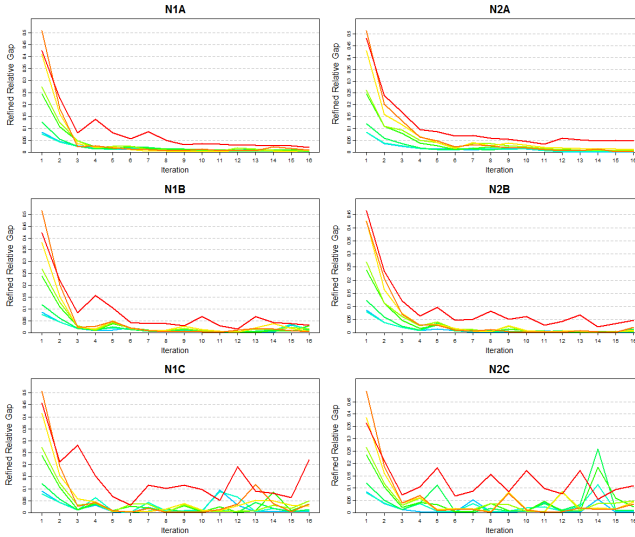 N1A
Refined Relative Gap
2 3 4 5 6 7 8 9 10 11 12 13 14 15 16
Iteration
N2A
Refined Relative Gap
1 2 3 4 5 6 7 8 9 10 11 12 13 14 15 16
Iteration
N1B
Refined Relative Gap
2 3 4 5 6 7 8 9 10 11 12 13 14 15 16
Iteration
N2B
Refined Relative Gap
1 2 3 4 5 6 7 8 9 10 11 12 13 14 15 16
Iteration
N1C
Refined Relative Gap
2 3 4 5 6 7 8 9 10 11 12 13 14 15 16
Iteration
N2C
Refined Relative Gap
1 2 3 4 5 6 7 8 9 10 11 12 13 14 15 16
Iteration